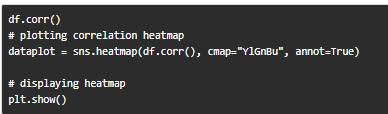 df.corr()
# plotting correlation heatmap
dataplot = sns.heatmap(df.corr(), cmap="YlGnBu", annot=True)
# displaying heatmap
plt.show()